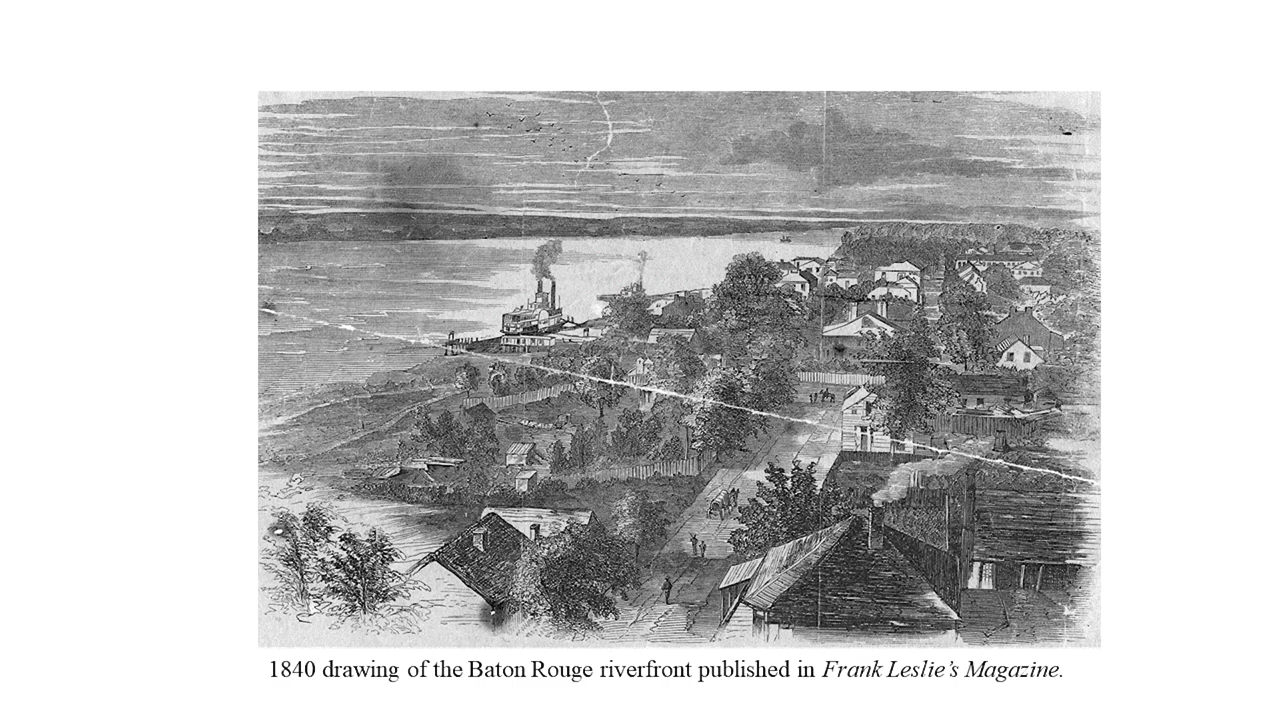 1840 drawing of the Baton Rouge riverfront published in Frank Leslie’s Magazine.